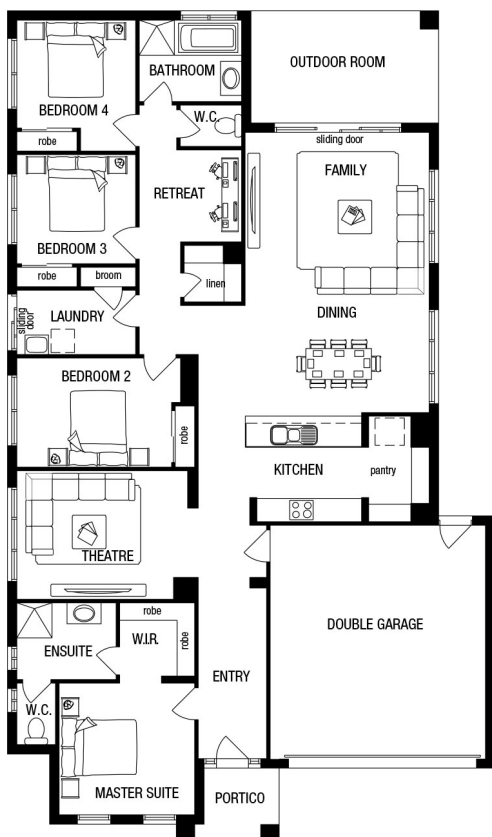 OUTDOOR ROOM
BATHROOM
BEDROOM 4
W.C.
robe
sliding door
FAMILY
RETREAT
BEDROOM 3
robe
broom
linen
LAUNDRY
sliding door
DINING
BEDROOM 2
robe
KITCHEN
pantry
THEATRE
robe
W.I.R.
robe
ENSUITE
DOUBLE GARAGE
ENTRY
W.C.
MASTER SUITE
PORTICO